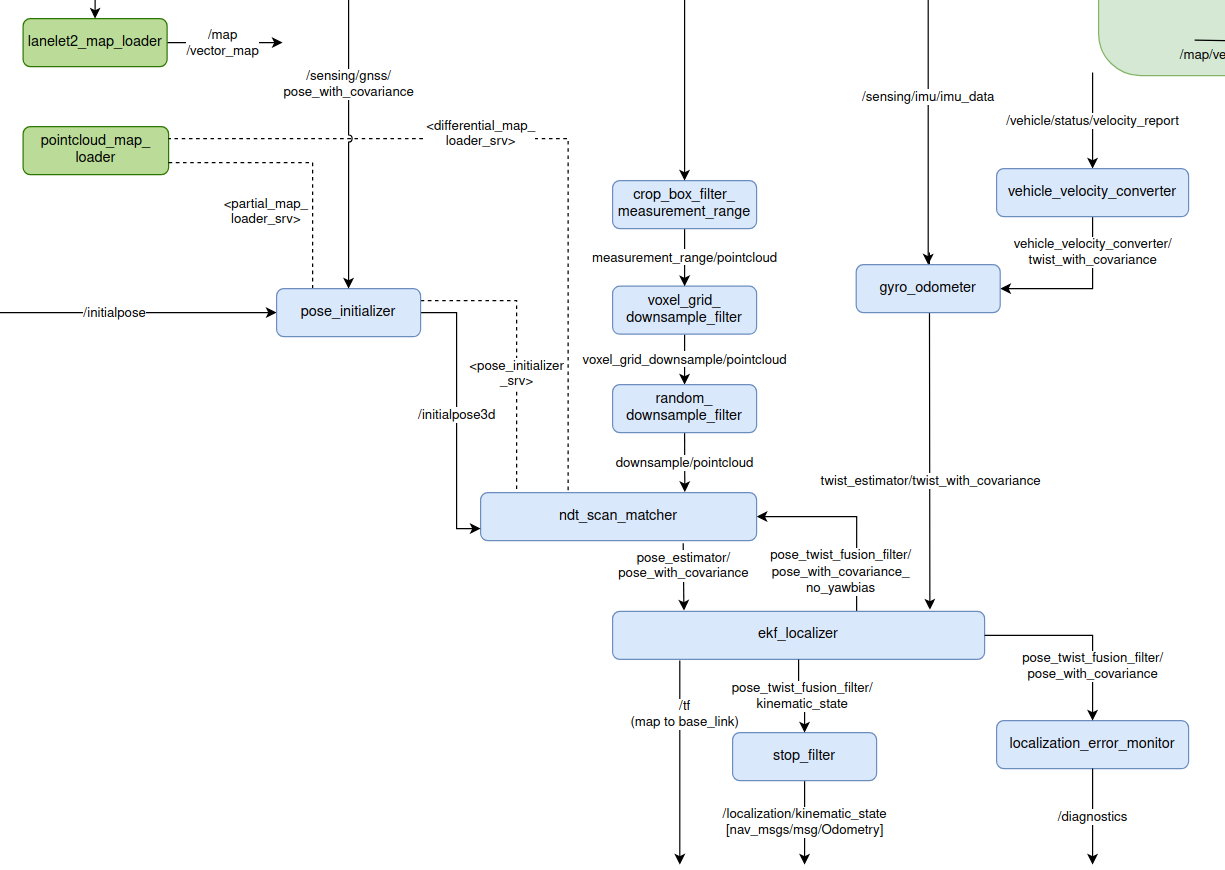 lanelet2_map_loader
/map
/vector_map
/sensing/gnss/
pose_with_covariance
/map/ve
/sensing/imu/imu_data
/vehicle/status/velocity_report
<differential_map_
loader_srv>
pointcloud_map_
loader
<partial_map_
loader_srv>
crop_box_filter_
measurement_range
vehicle_velocity_converter
measurement_range/pointcloud
vehicle_velocity_converter/
twist_with_covariance
gyro_odometer
/initialpose
pose_initializer
voxel_grid_
downsample_filter
voxel_grid_downsample/pointcloud
<pose_initializer
_srv>
/initialpose3d
random_
downsample_filter
downsample/pointcloud
twist_estimator/twist_with_covariance
ndt_scan_matcher
pose_estimator/
pose_with_covariance
pose_twist_fusion_filter/
pose_with_covariance_
no_yawbias
ekf_localizer
pose_twist_fusion_filter/
pose_with_covariance
/tf
(map to base_link)
pose_twist_fusion_filter/
kinematic_state
stop_filter
localization_error_monitor
/localization/kinematic_state
[nav_msgs/msg/Odometry]
/diagnostics